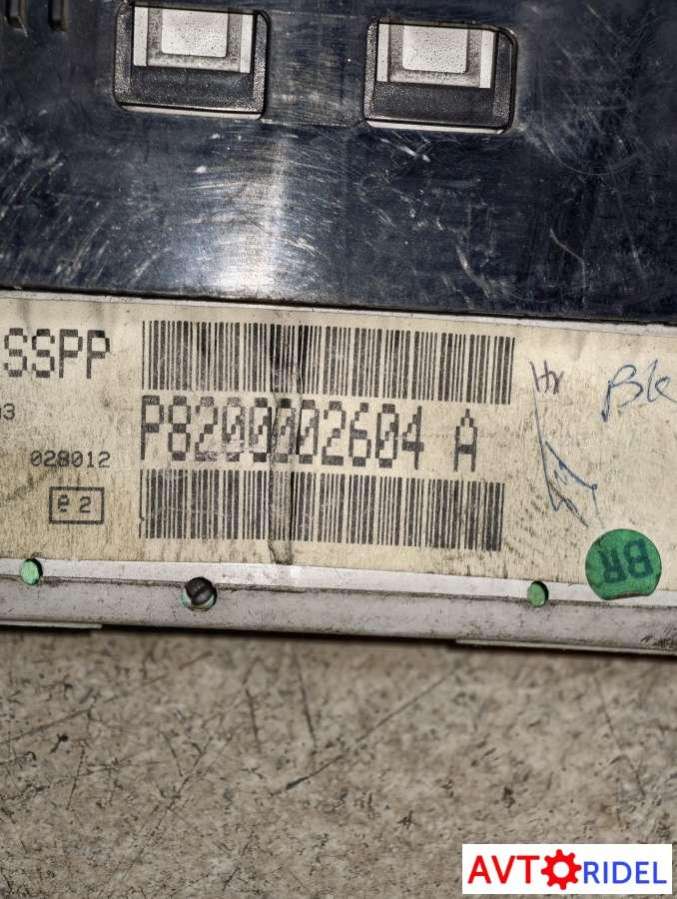 SSPP
P8200002604 A
028012
e2
BR
AVTORIDEL